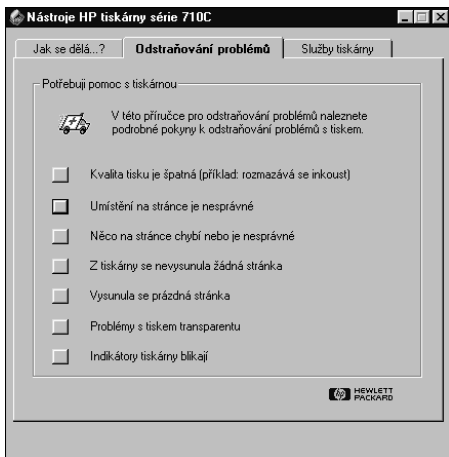 Nástroje HP tiskárny série 710C
Jak se dělá...?
Odstraňování problémů
Služby tiskárny
Potřebuji pomoc s tiskárnou
V této příručce pro odstraňování problémů naleznete
podrobné pokyny k odstraňování problémů s tiskem.
Kvalita tisku je špatná (příklad: rozmazává se inkoust)
Umístění na stránce je nesprávné
Něco na stránce chybí nebo je nesprávné
Z tiskárny se nevysunula žádná stránka
Vysunula se prázdná stránka
Problémy s tiskem transparentu
Indikátory tiskárny blikají
hp HEWLETT
PACKARD